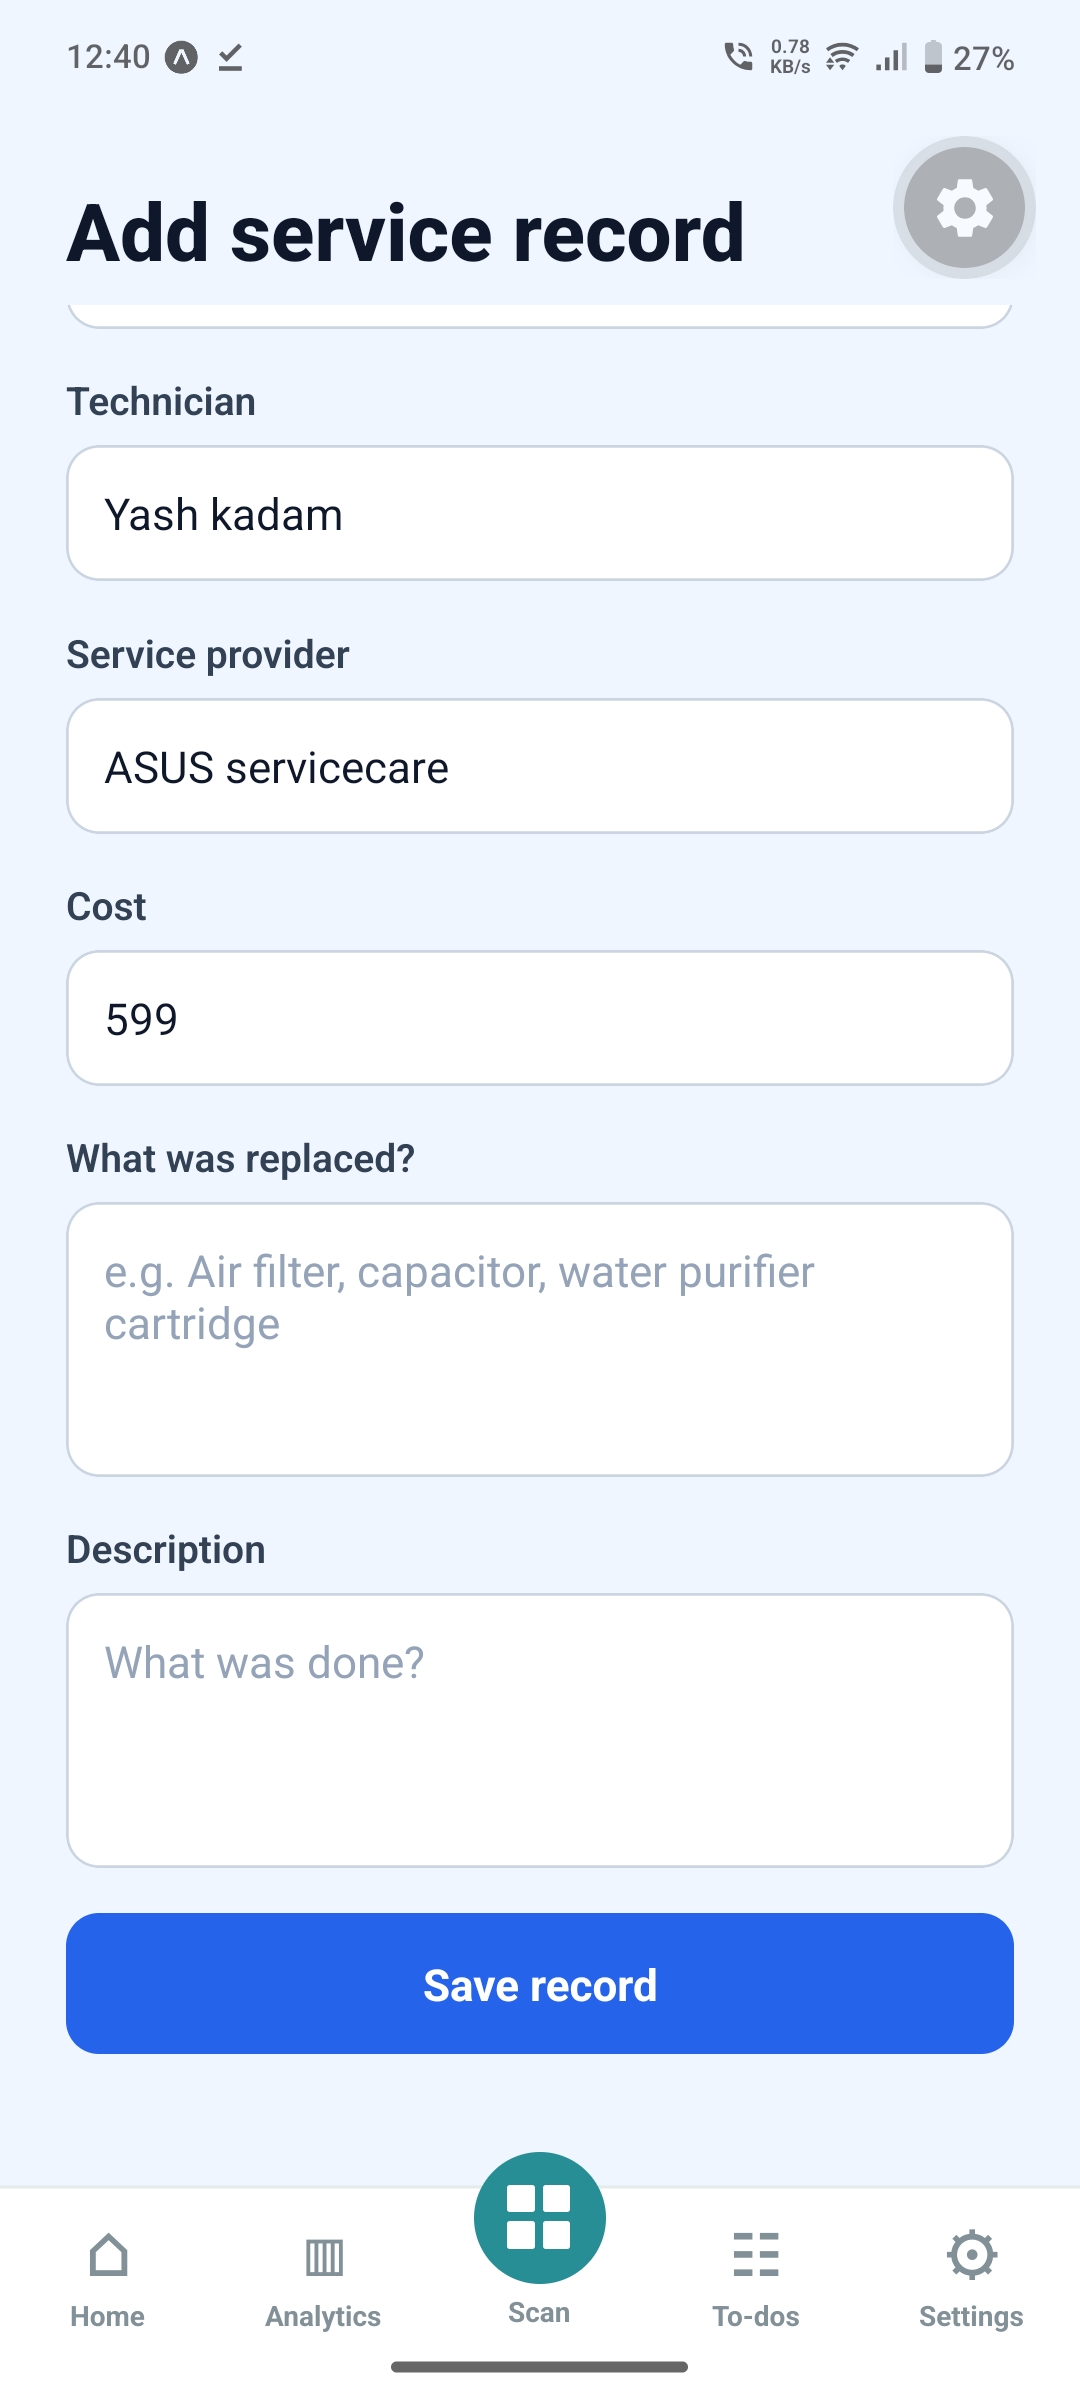 12:40
0.78
KB/s
27%
Add service record
Technician
Yash kadam
Service provider
ASUS servicecare
Cost
599
What was replaced?
e.g. Air filter, capacitor, water purifier
cartridge
Description
What was done?
Save record
Home
Analytics
Scan
To-dos
Settings